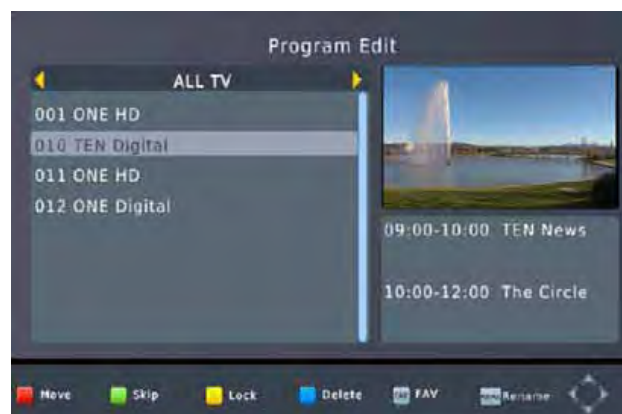 Program Edit
ALL TV
001 ONE HD
010 TEN Digital
011 ONE HD
012 ONE Digital
09:00-10:00 TEN News
10:00-12:00 The Circle
Move Skip Lock Delete FAV Rename